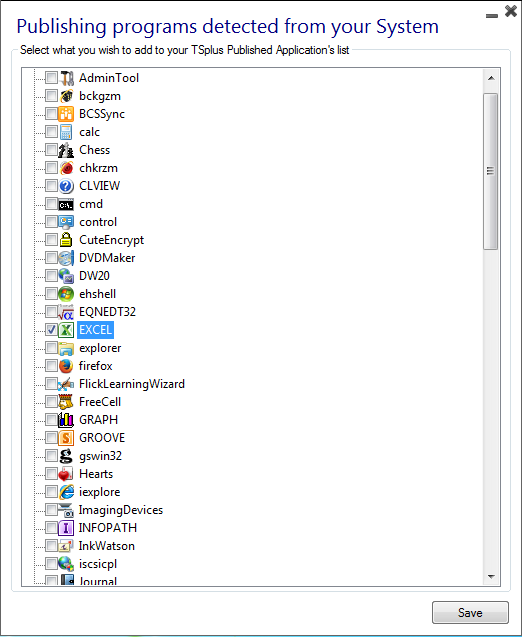 Publishing programs detected from your System
Select what you wish to add to your TSplus Published Application's list
AdminTool
bckgzm
BCSSync
calc
Chess
chkrzm
CLVIEW
cmd
control
CuteEncrypt
DVDMaker
DW20
ehshell
EQNEDT32
EXCEL
explorer
firefox
FlickLearningWizard
FreeCell
GRAPH
GROOVE
gswin32
Hearts
iexplore
ImagingDevices
INFOPATH
InkWatson
iscsicpl
Journal
Save